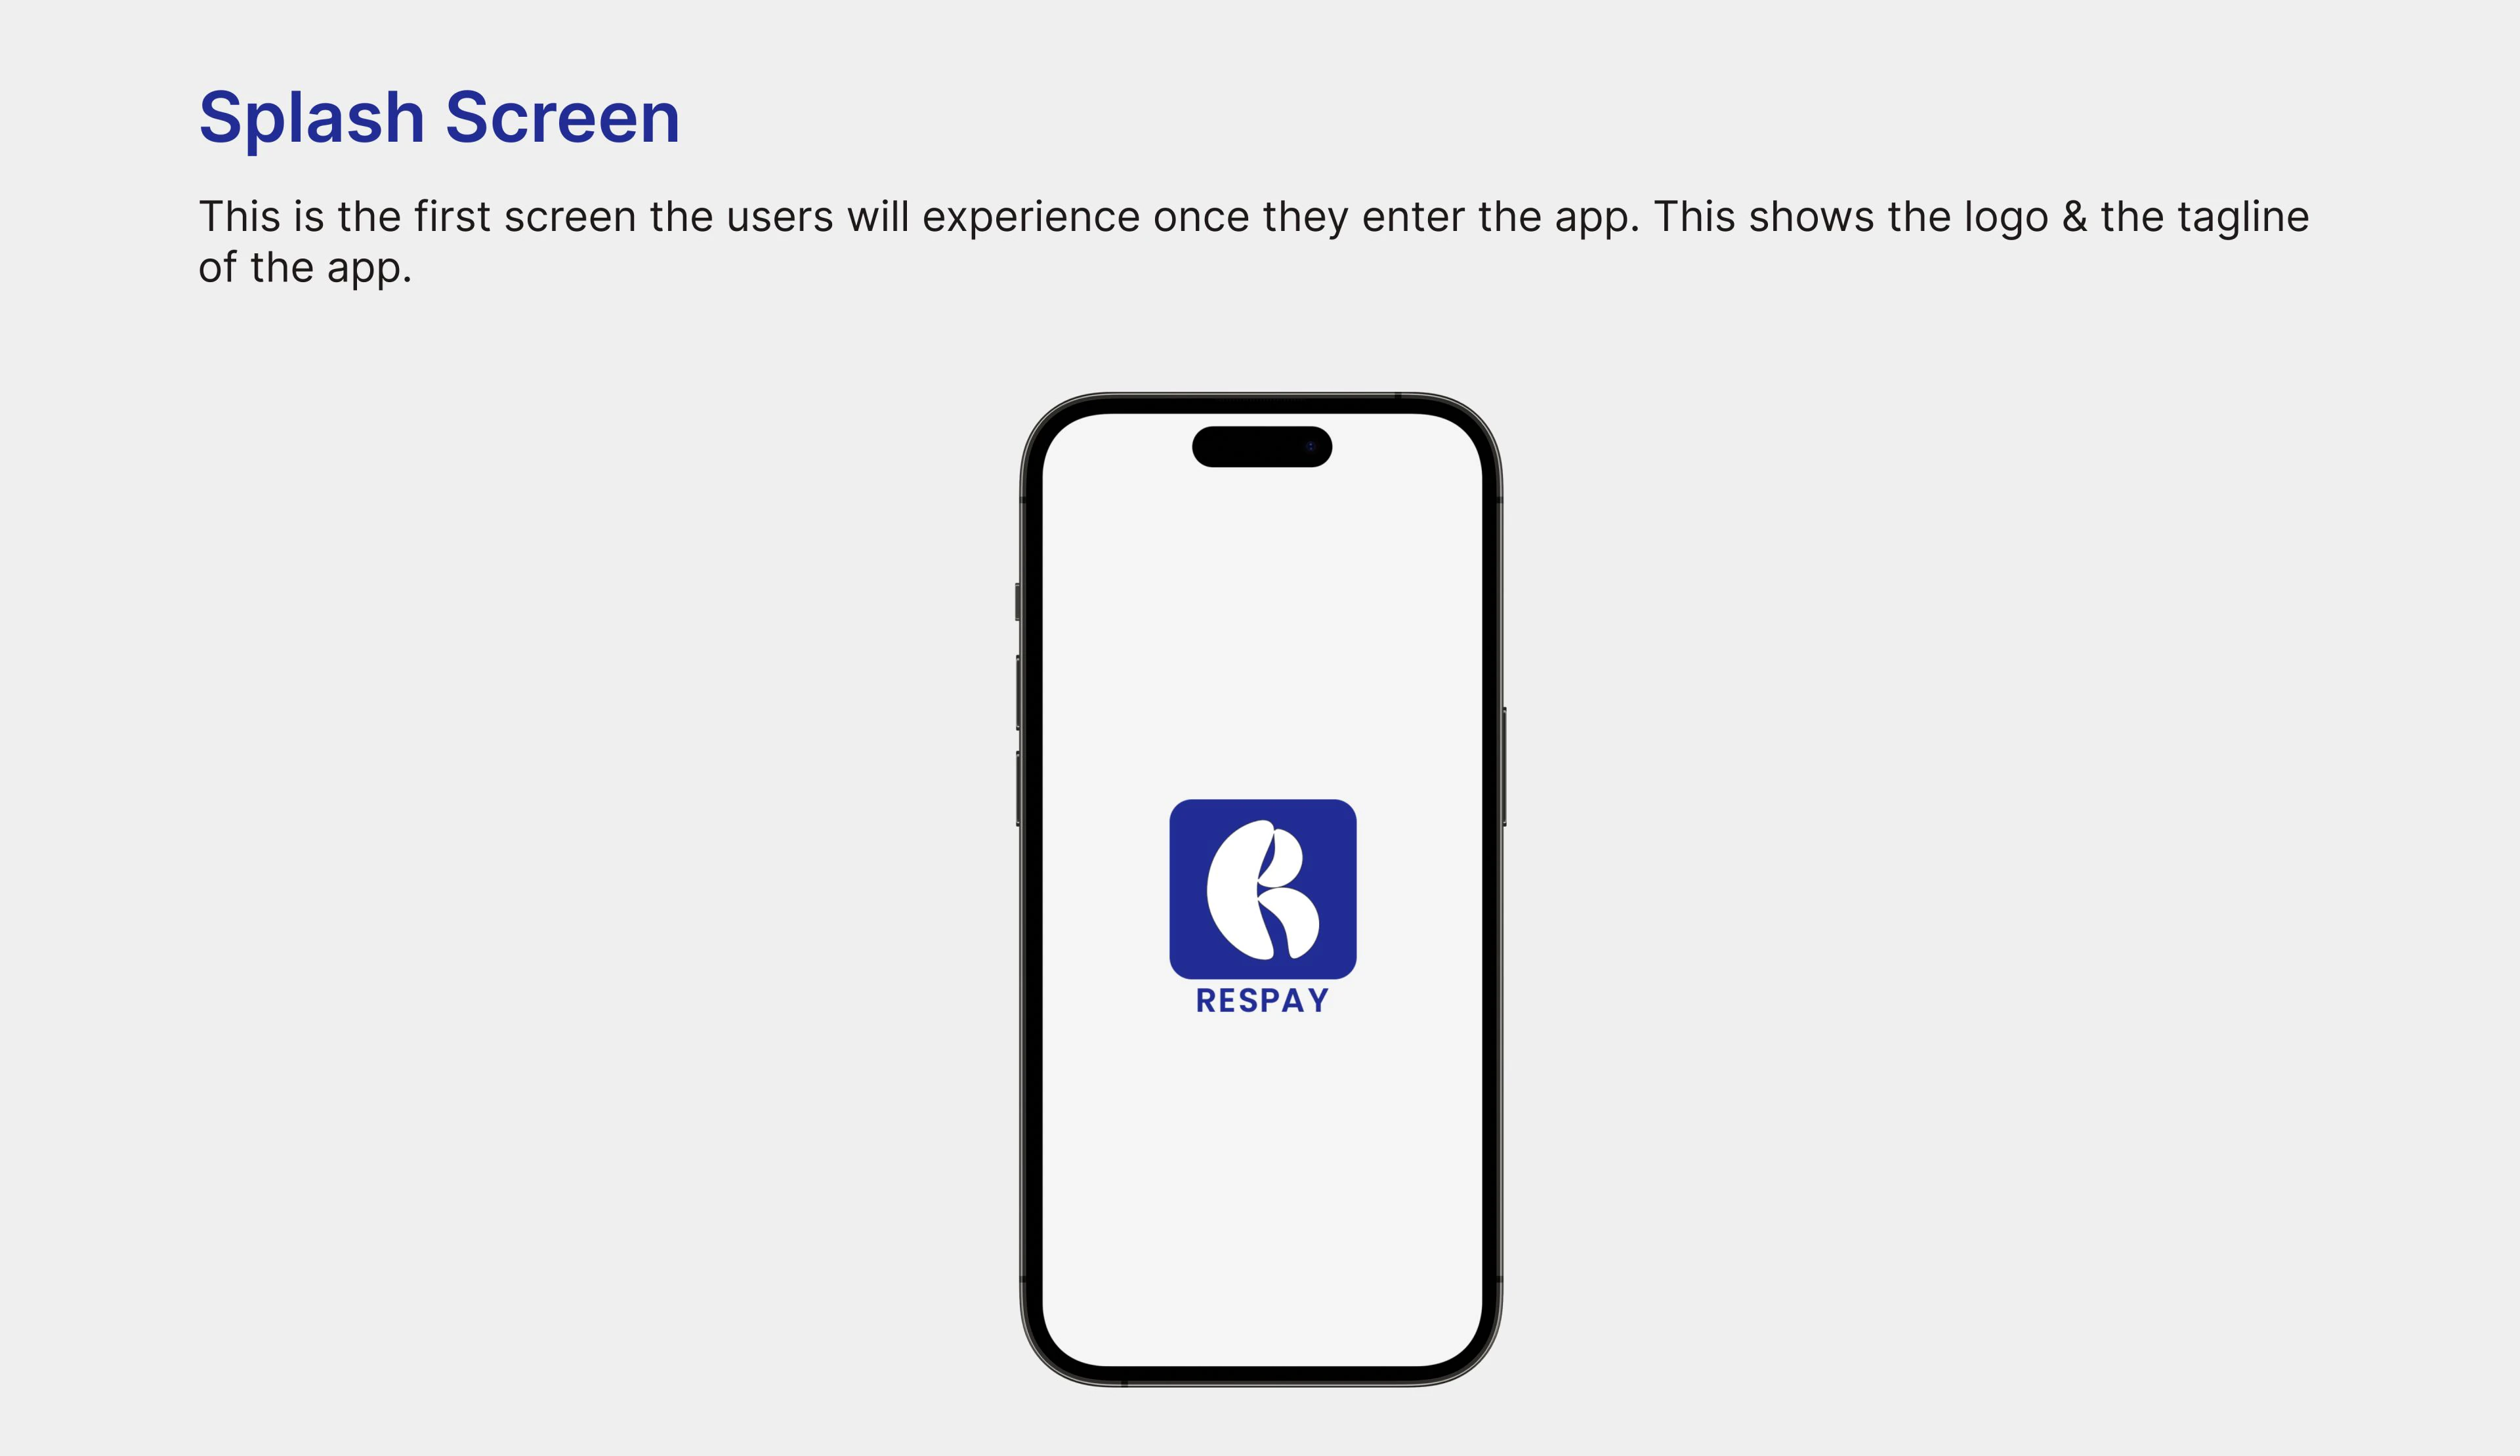 Splash Screen
This is the first screen the users will experience once they enter the app. This shows the logo & the tagline
of the app.
RESPAY